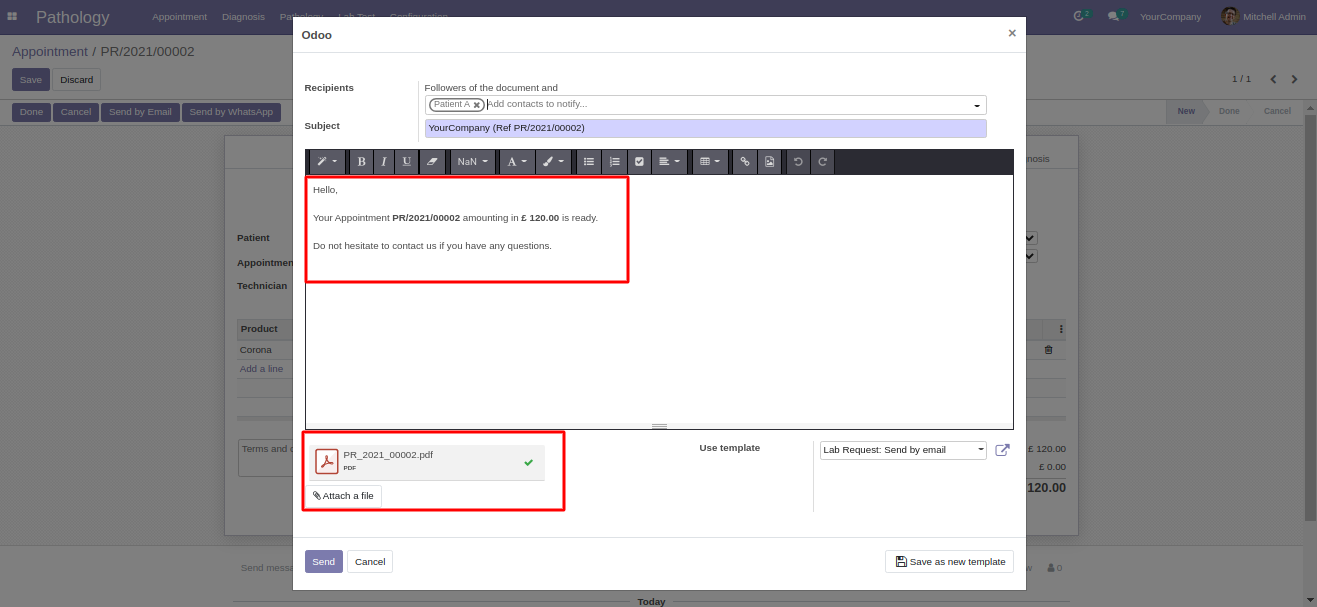 Pathology Appointment Diagnosis Pathology Lab Test Configuration 2 7 YourCompany Mitchell Admin
Appointment / PR/2021/00002
Save Discard 1 / 1
Done Cancel Send by Email Send by WhatsApp New Done Cancel
Odoo ×
Recipients Followers of the document and
Patient A Add contacts to notify...
Subject YourCompany (Ref PR/2021/00002)
B I U NaN A
Hello,
Your Appointment PR/2021/00002 amounting in £ 120.00 is ready.
Do not hesitate to contact us if you have any questions.
nosis
Patient
Appointmen
Technician
Product
Corona
Add a line
Terms and c
£ 120.00
£ 0.00
120.00
PR_2021_00002.pdf
PDF
Attach a file
Use template Lab Request: Send by email
Send Cancel Save as new template
Send messa
w 0
Today